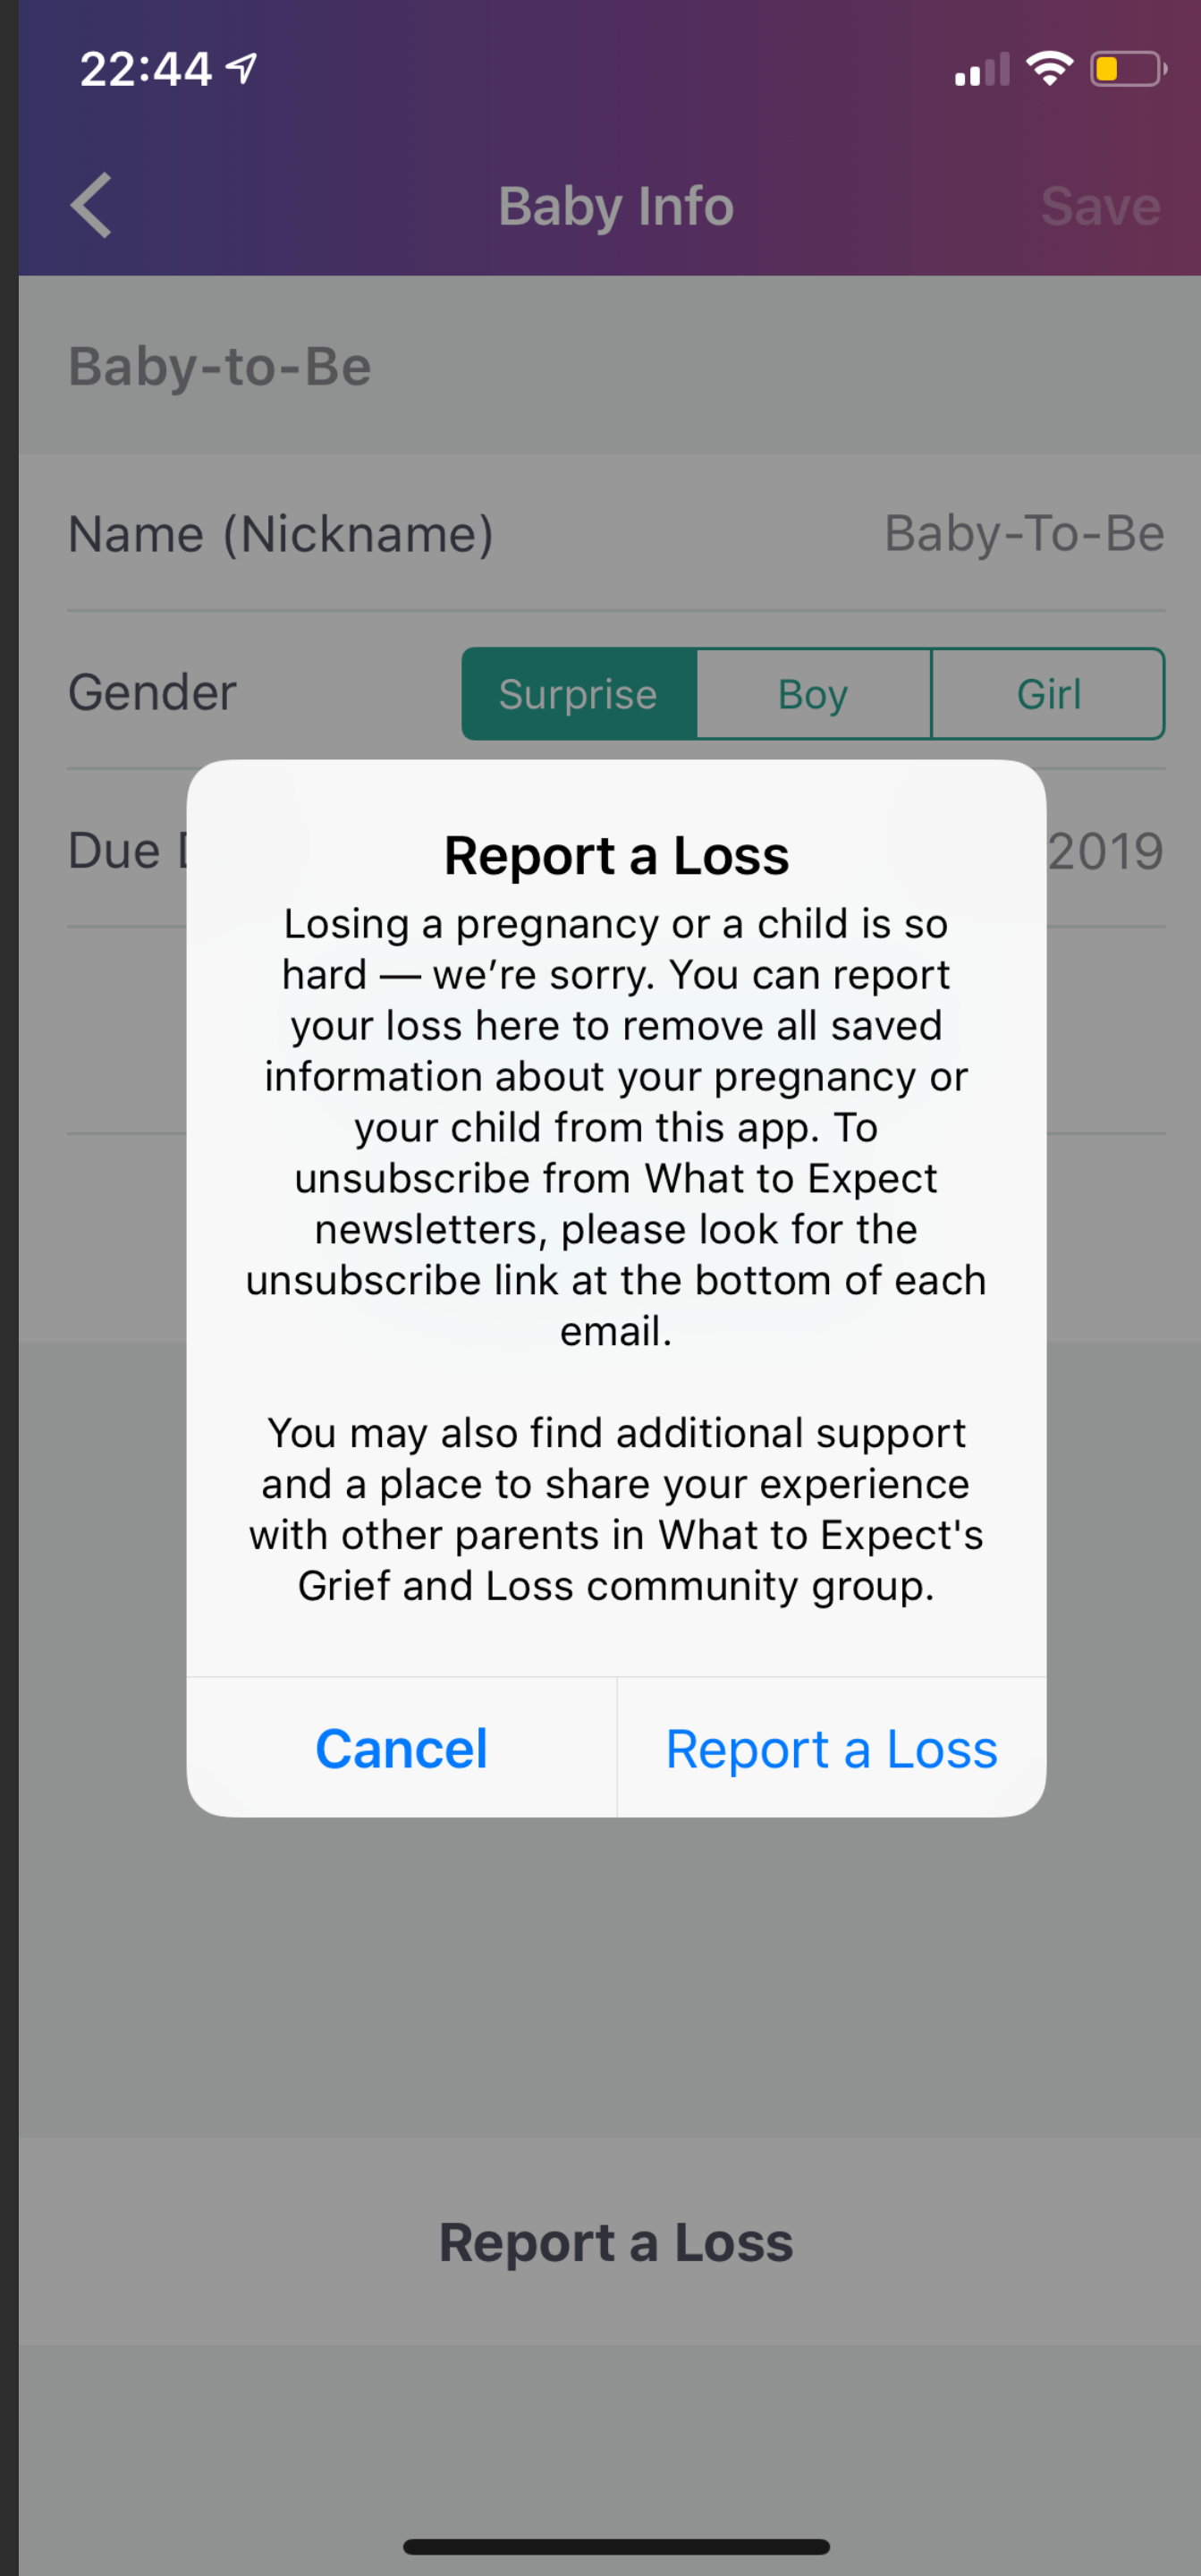 22:44
Baby Info
Save
Baby-to-Be
Name (Nickname)
Baby-To-Be
Gender
Surprise
Boy
Girl
Due
2019
Report a Loss
Losing a pregnancy or a child is so
hard — we’re sorry. You can report
your loss here to remove all saved
information about your pregnancy or
your child from this app. To
unsubscribe from What to Expect
newsletters, please look for the
unsubscribe link at the bottom of each
email.
You may also find additional support
and a place to share your experience
with other parents in What to Expect's
Grief and Loss community group.
Cancel
Report a Loss
Report a Loss